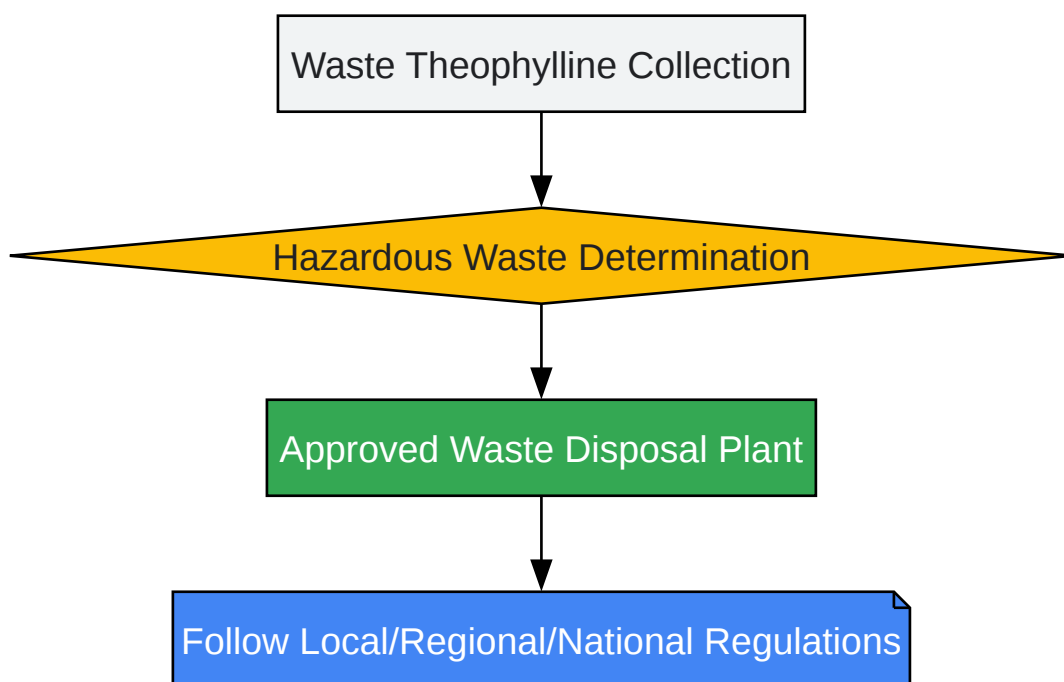 Waste Theophylline Collection
Hazardous Waste Determination
Approved Waste Disposal Plant
Follow Local/Regional/National Regulations